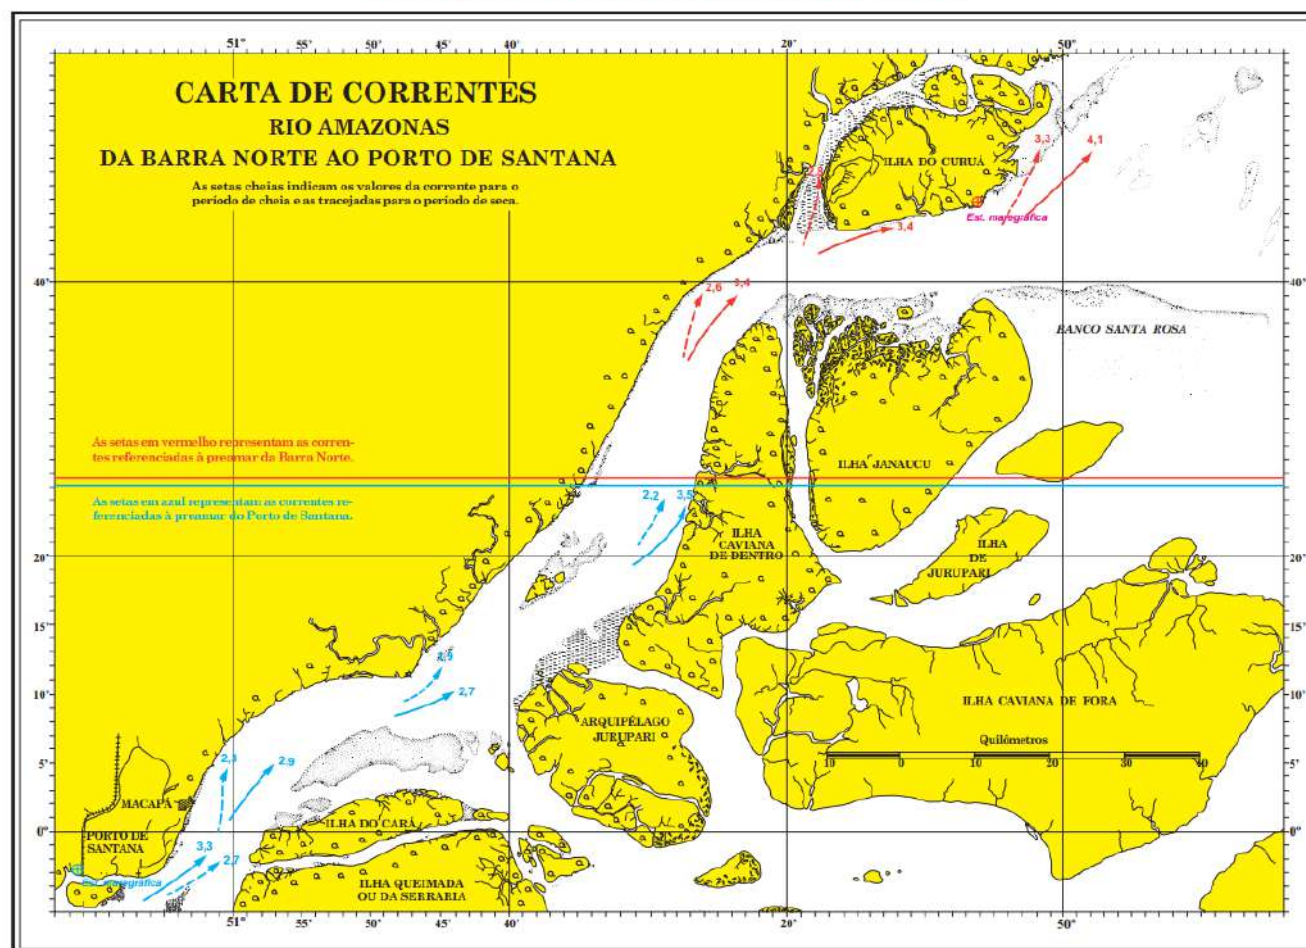 51° 55' 50' 45' 40' 20' 50°
CARTA DE CORRENTES
RIO AMAZONAS
DA BARRA NORTE AO PORTO DE SANTANA
As setas cheias indicam os valores da corrente para o
período de cheia e as tracejadas para o período de seca.
ILHA DO CURUÁ
3,3
4,1
Est. maregráfica
3,4
40'
40'
2,6
3,4
BANCO SANTA ROSA
As setas em vermelho representam as corren-
tes referenciadas à preamar da Barra Norte.
ILHA JANAUCU
As setas em azul representam as correntes re-
ferenciadas à preamar do Porto de Santana.
2,2
3,5
ILHA
CAVIANA
DE DENTRO
ILHA
DE
JURUPARI
20'
20'
15'
15'
2,7
10'
10'
ILHA CAVIANA DE FORA
ARQUIPÉLAGO
JURUPARI
Quilómetros
10 0 10 20 30 40
2,9
5'
5'
MACAPÁ
ILHA DO CARÁ
0°
0°
PORTO DE
SANTANA
3,3
2,7
Est. maregráfica
ILHA QUEIMADA
OU DA SERRARIA
51° 55' 50' 45' 40' 20' 50°